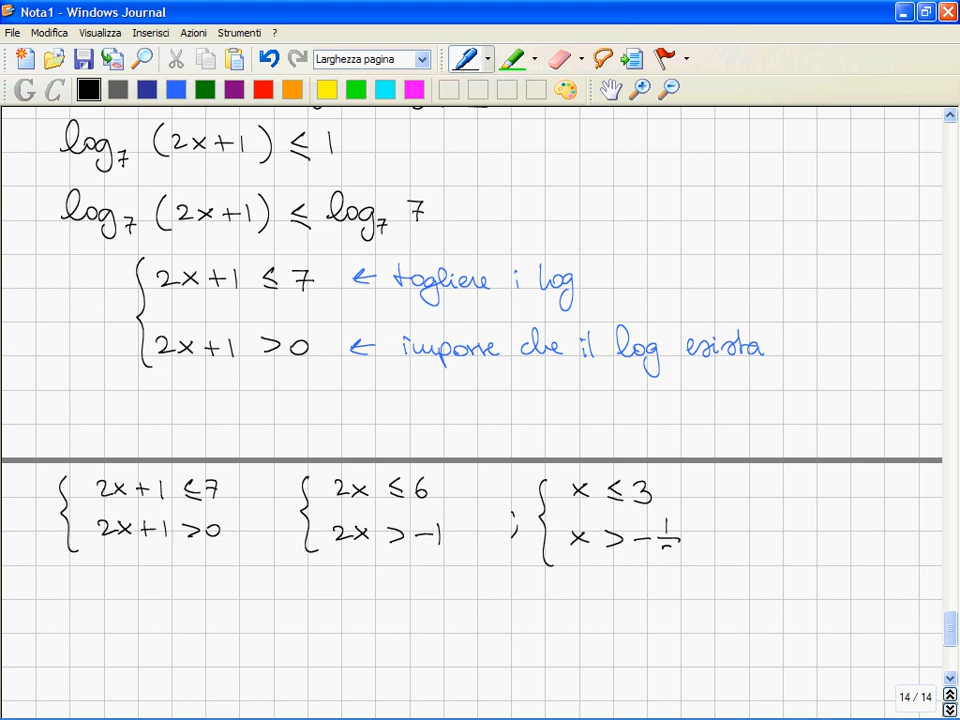 Nota1 - Windows Journal
File Modifica Visualizza Inserisci Azioni Strumenti ?
Larghezza pagina
G C
log₇ (2x+1) ≤ 1
log₇ (2x+1) ≤ log₇ 7
{ 2x+1 ≤ 7 ← togliere i log
2x+1 > 0 ← imporre che il log esista
{ 2x+1 ≤ 7 { 2x ≤ 6 ; { x ≤ 3
2x+1 > 0 2x > -1 x > - 1
14 / 14